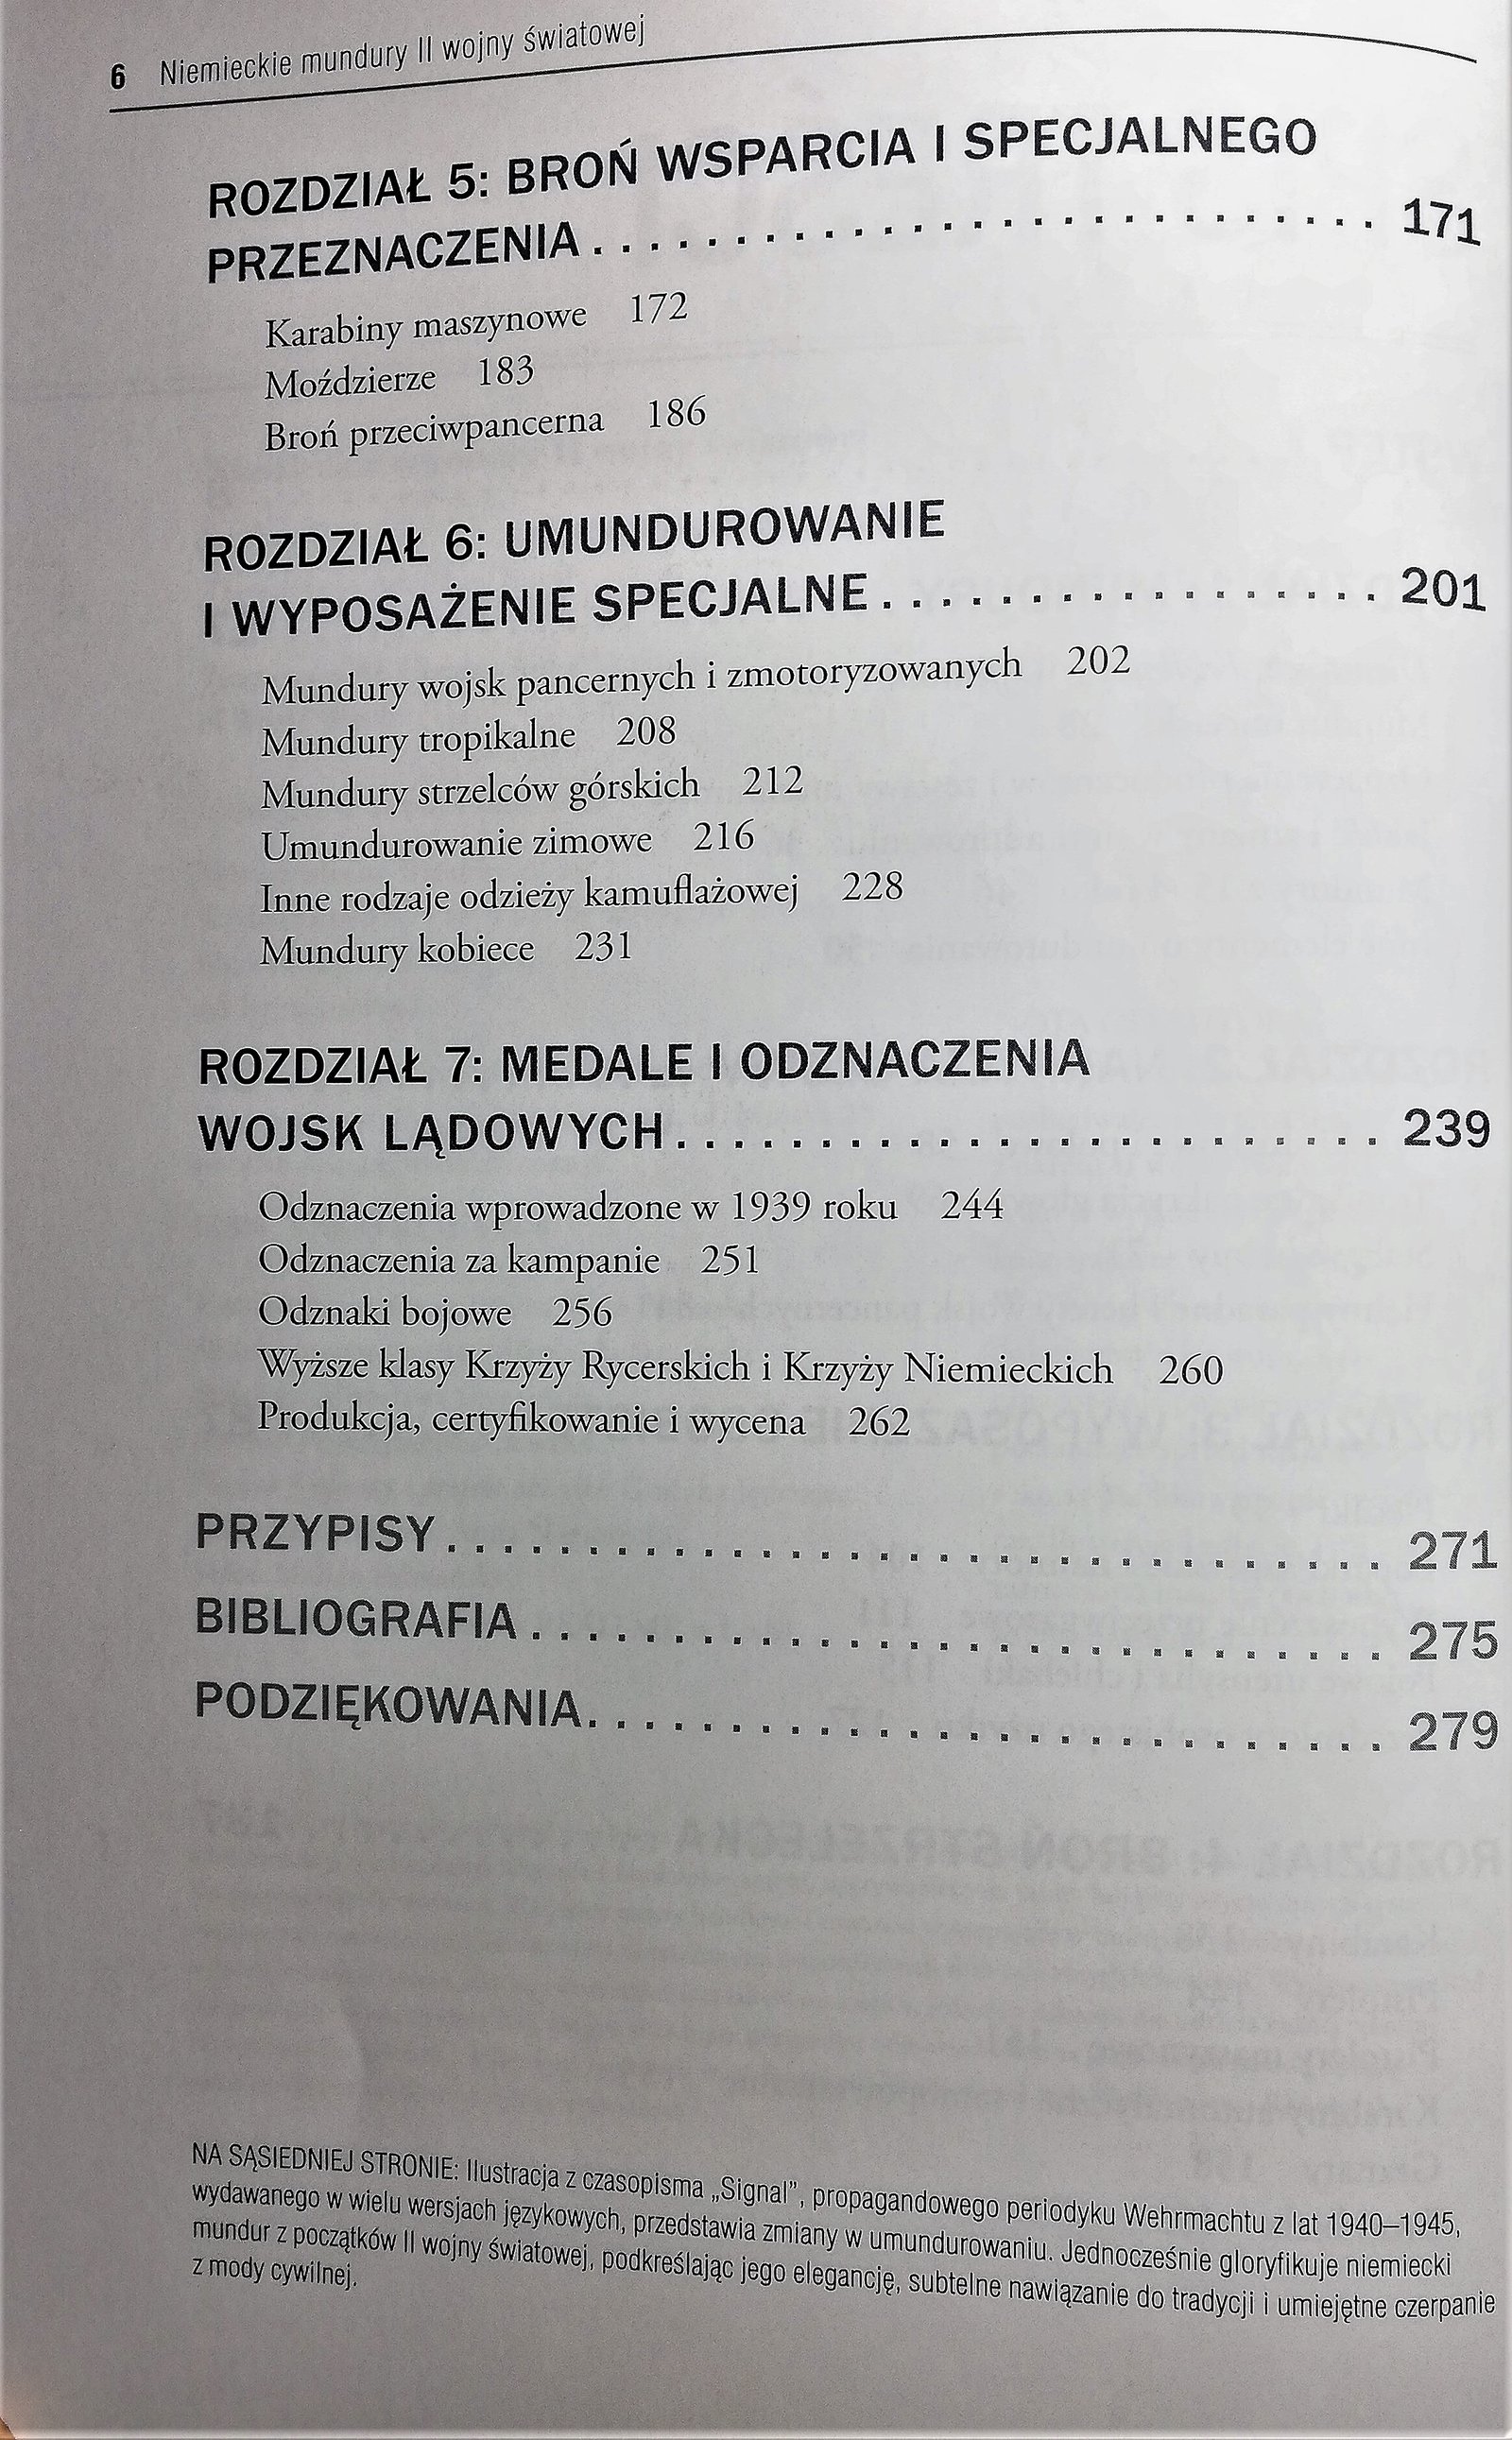 6 Niemieckie mundury II wojny światowej
ROZDZIAŁ 5: BROŃ WSPARCIA I SPECJALNEGO
PRZEZNACZENIA . . . . . . . . . . . . . . . . . . . . . . . . . . . 171
Karabiny maszynowe 172
Moździerze 183
Broń przeciwpancerna 186
ROZDZIAŁ 6: UMUNDUROWANIE
I WYPOSAŻENIE SPECJALNE . . . . . . . . . . . . . . . . . 201
Mundury wojsk pancernych i zmotoryzowanych 202
Mundury tropikalne 208
Mundury strzelców górskich 212
Umundurowanie zimowe 216
Inne rodzaje odzieży kamuflażowej 228
Mundury kobiece 231
ROZDZIAŁ 7: MEDALE I ODZNACZENIA
WOJSK LĄDOWYCH . . . . . . . . . . . . . . . . . . . . . . . . 239
Odznaczenia wprowadzone w 1939 roku 244
Odznaczenia za kampanie 251
Odznaki bojowe 256
Wyższe klasy Krzyży Rycerskich i Krzyży Niemieckich 260
Produkcja, certyfikowanie i wycena 262
PRZYPISY . . . . . . . . . . . . . . . . . . . . . . . . . . . . . . . . 271
BIBLIOGRAFIA . . . . . . . . . . . . . . . . . . . . . . . . . . . . . 275
PODZIĘKOWANIA . . . . . . . . . . . . . . . . . . . . . . . . . . . 279
NA SĄSIEDNIEJ STRONIE: Ilustracja z czasopisma „Signal”, propagandowego periodyku Wehrmachtu z lat 1940–1945,
wydawanego w wielu wersjach językowych, przedstawia zmiany w umundurowaniu. Jednocześnie gloryfikuje niemiecki
mundur z początków II wojny światowej, podkreślając jego elegancję, subtelne nawiązanie do tradycji i umiejętne czerpanie
z mody cywilnej.